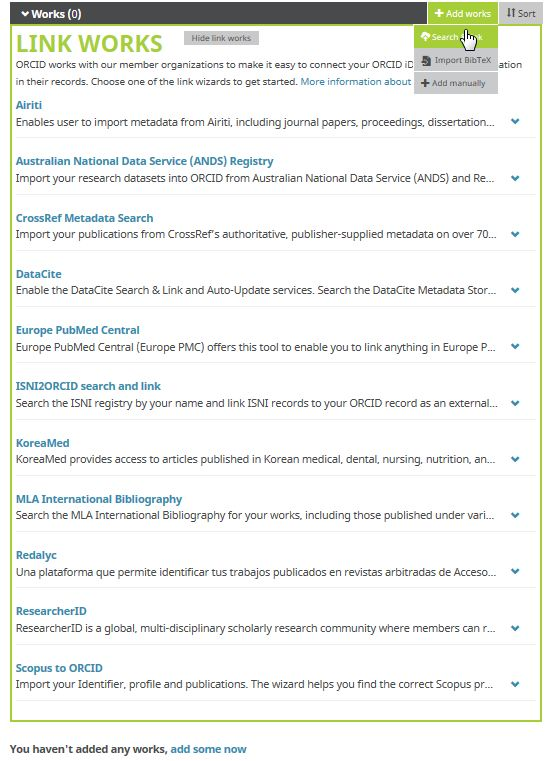 Works (0)
Add works
Sort
LINK WORKS
Hide link works
Search
Import BibTeX
Add manually
ORCID works with our member organizations to make it easy to connect your ORCID iD
in their records. Choose one of the link wizards to get started. More information about
Airiti
Enables user to import metadata from Airiti, including journal papers, proceedings, dissertation...
Australian National Data Service (ANDS) Registry
Import your research datasets into ORCID from Australian National Data Service (ANDS) and Re...
CrossRef Metadata Search
Import your publications from CrossRef's authoritative, publisher-supplied metadata on over 70...
DataCite
Enable the DataCite Search & Link and Auto-Update services. Search the DataCite Metadata Stor...
Europe PubMed Central
Europe PubMed Central (Europe PMC) offers this tool to enable you to link anything in Europe P...
ISNI2ORCID search and link
Search the ISNI registry by your name and link ISNI records to your ORCID record as an external...
KoreaMed
KoreaMed provides access to articles published in Korean medical, dental, nursing, nutrition, an...
MLA International Bibliography
Search the MLA International Bibliography for your works, including those published under vari...
Redalyc
Una plataforma que permite identificar tus trabajos publicados en revistas arbitradas de Acceso...
ResearcherID
ResearcherID is a global, multi-disciplinary scholarly research community where members can r...
Scopus to ORCID
Import your Identifier, profile and publications. The wizard helps you find the correct Scopus pr...
You haven't added any works, add some now